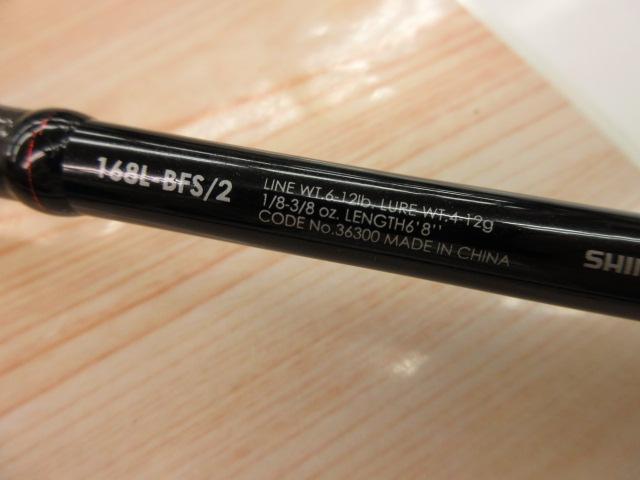 168L-BFS/2
LINE WT.6-12lb, LURE WT.4-12g
1/8-3/8 oz. LENGTH6'8''
CODE No.36300 MADE IN CHINA